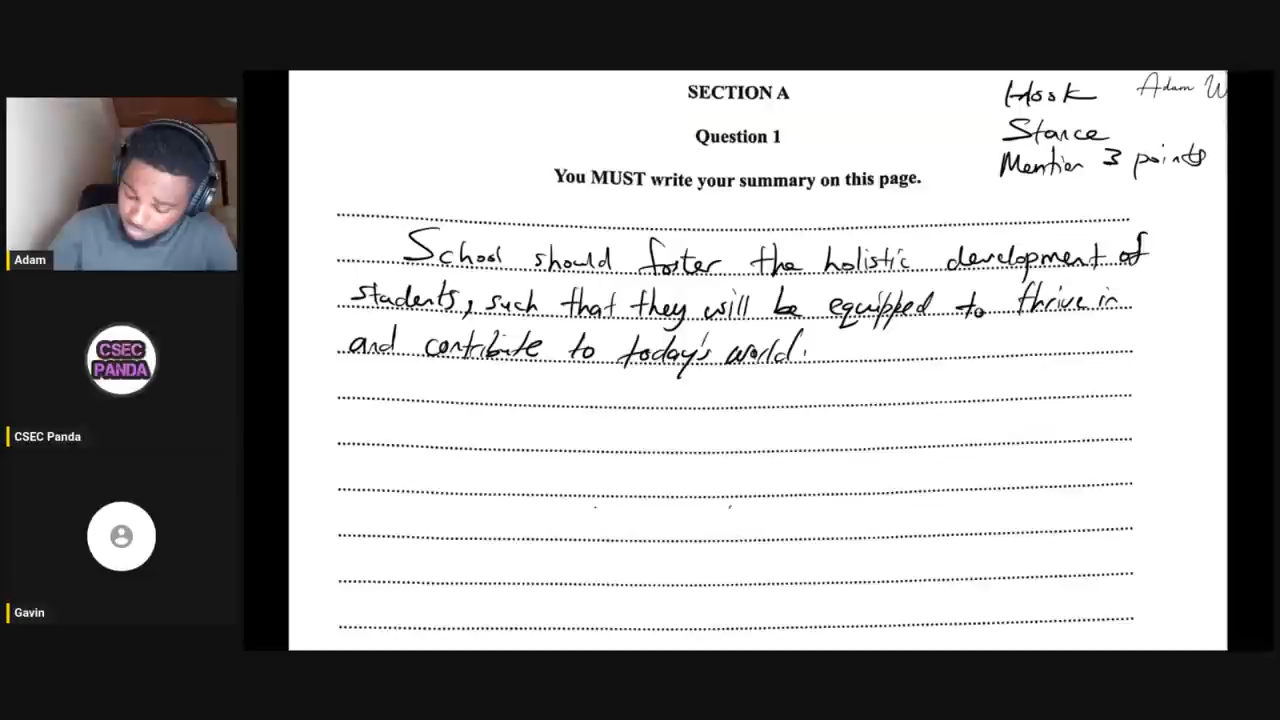 SECTION A
Hook
Adam W
Question 1
Stance
Mention 3 points
You MUST write your summary on this page.
School should foster the holistic development of
students, such that they will be equipped to thrive in
and contribute to today's world.
Adam
CSEC
PANDA
CSEC Panda
Gavin